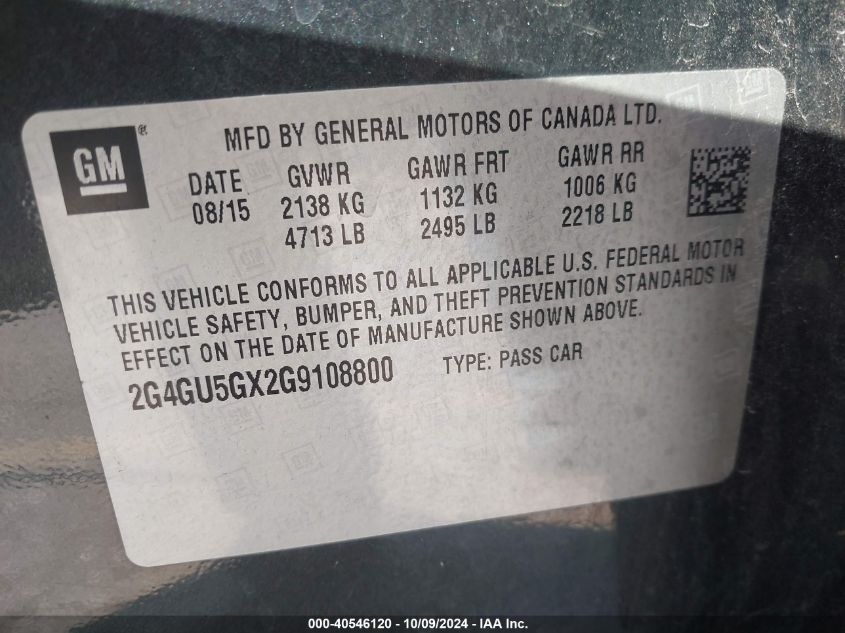 GM ®
MFD BY GENERAL MOTORS OF CANADA LTD.
DATE GVWR GAWR FRT GAWR RR
08/15 2138 KG 1132 KG 1006 KG
4713 LB 2495 LB 2218 LB
THIS VEHICLE CONFORMS TO ALL APPLICABLE U.S. FEDERAL MOTOR
VEHICLE SAFETY, BUMPER, AND THEFT PREVENTION STANDARDS IN
EFFECT ON THE DATE OF MANUFACTURE SHOWN ABOVE.
2G4GU5GX2G9108800 TYPE: PASS CAR
000-40546120 - 10/09/2024 - IAA Inc.